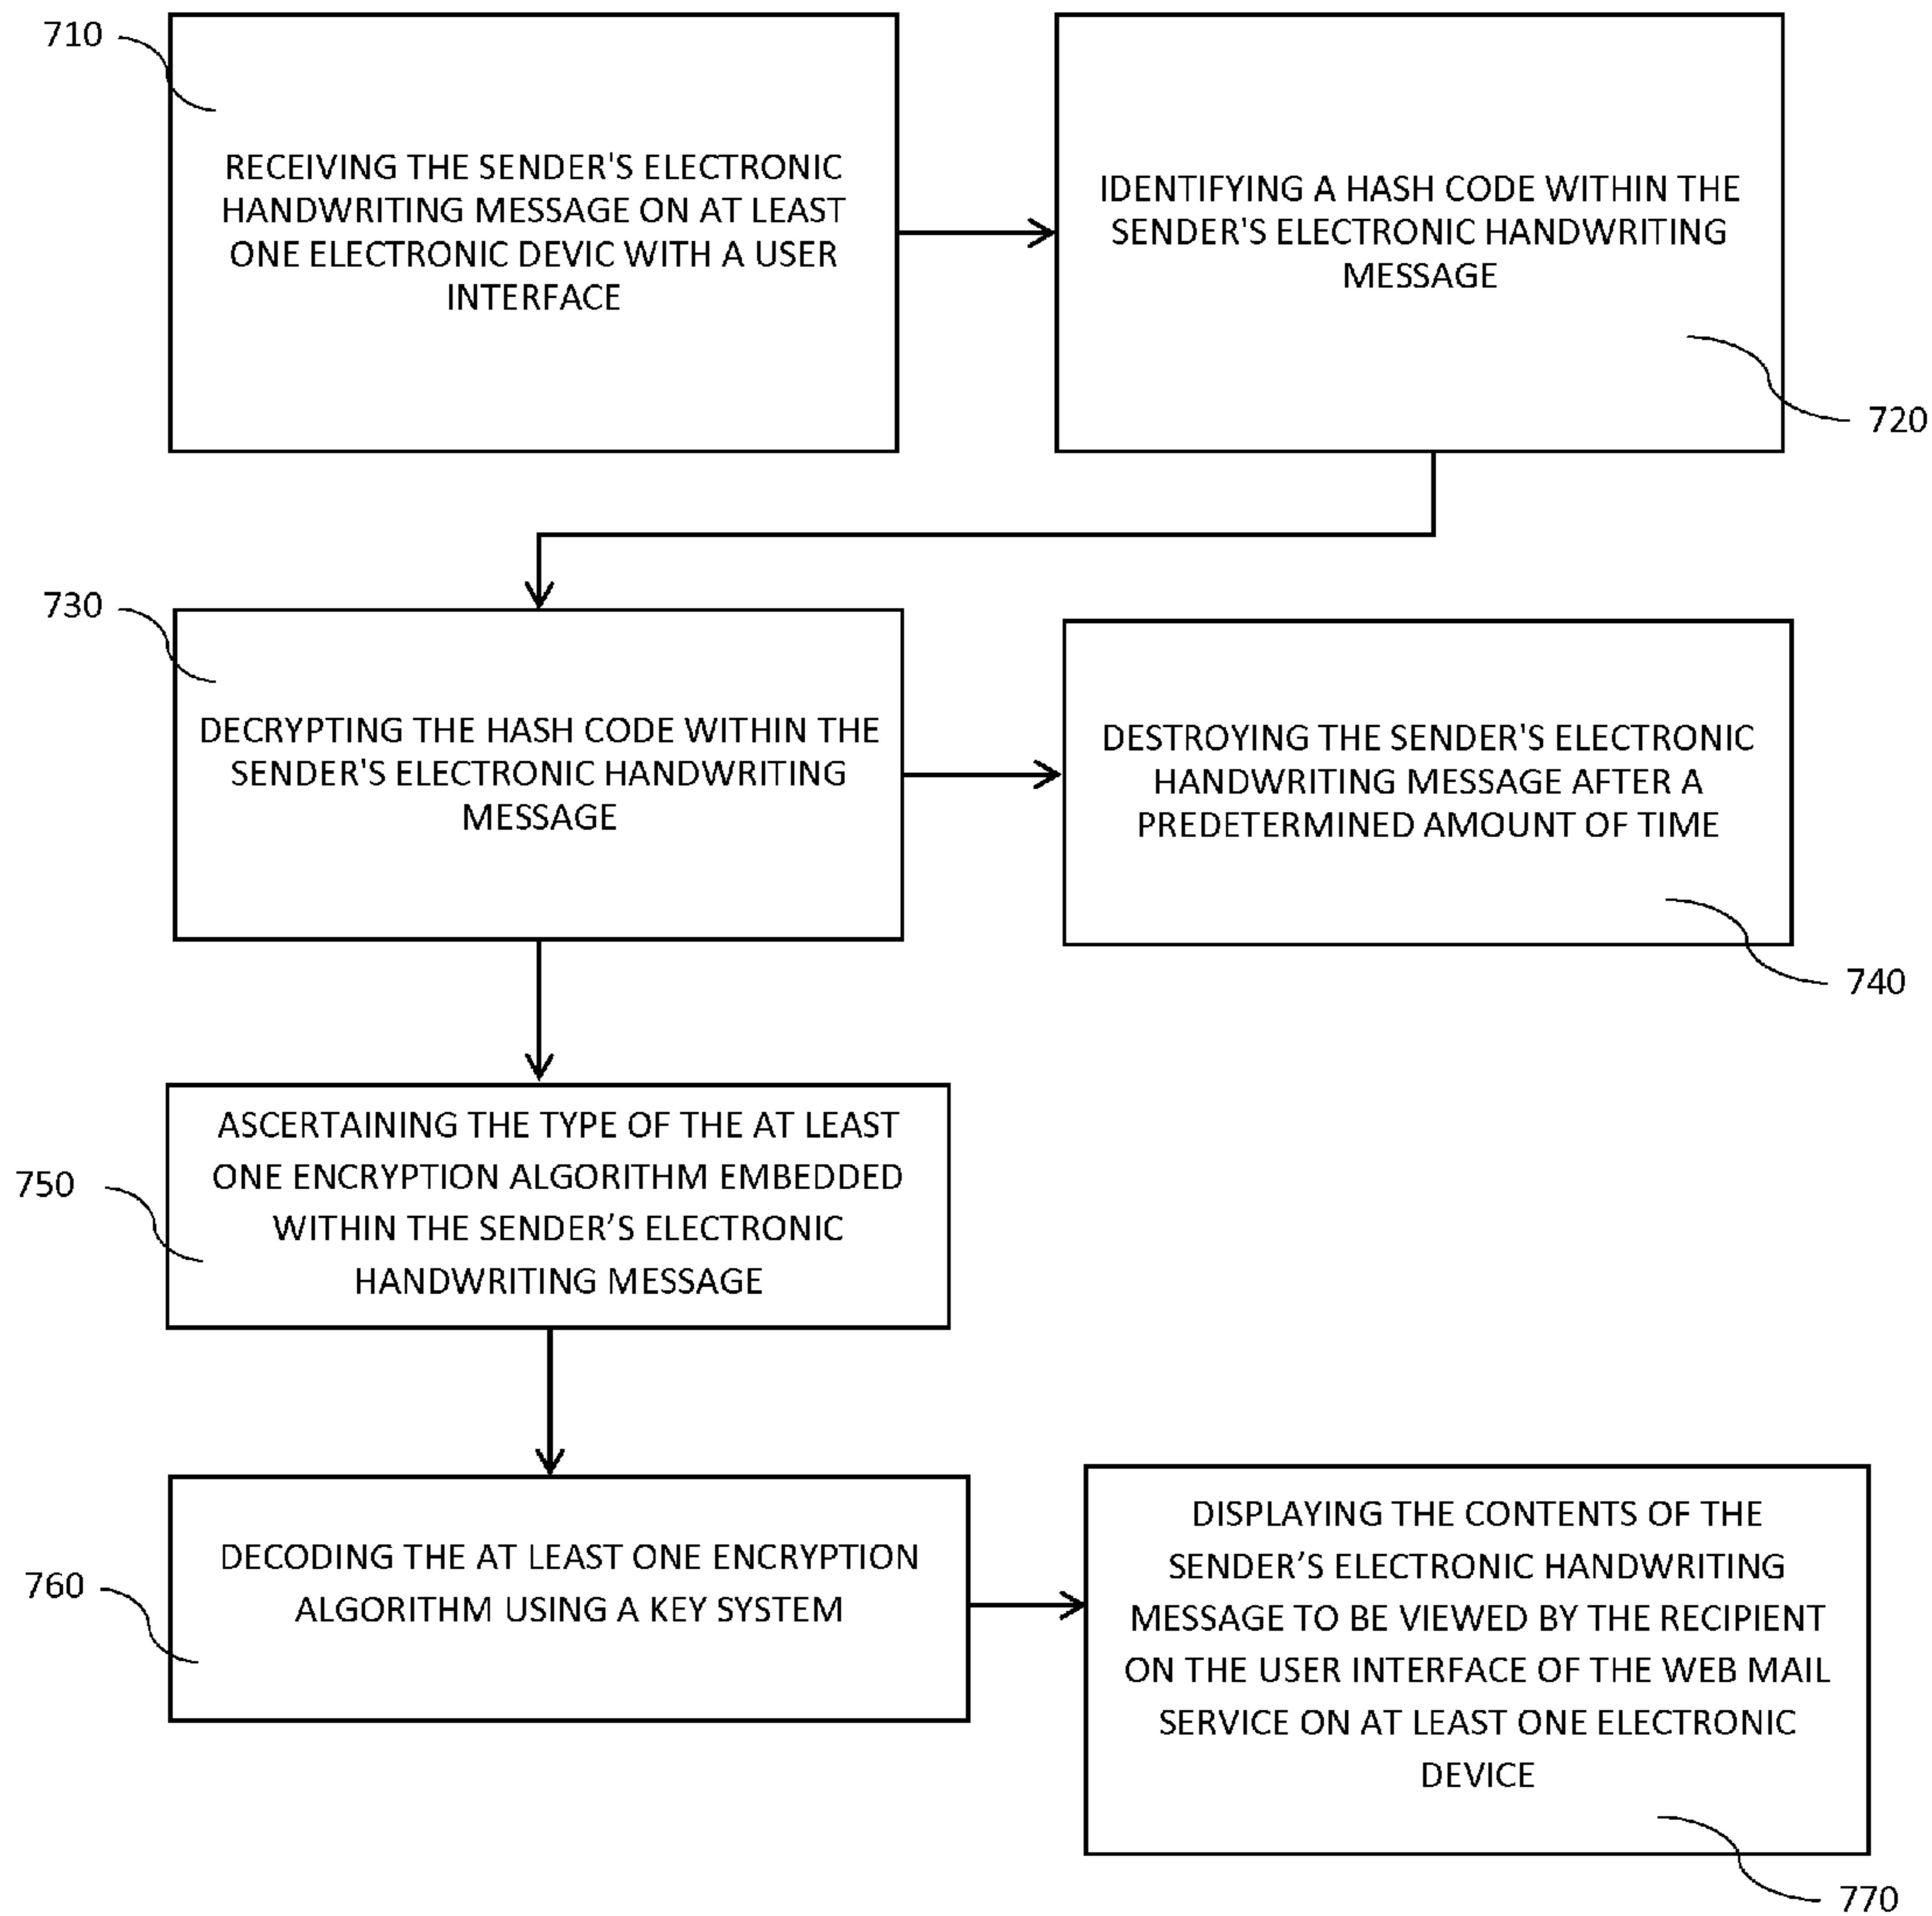 710
RECEIVING THE SENDER'S ELECTRONIC
HANDWRITING MESSAGE ON AT LEAST
ONE ELECTRONIC DEVIC WITH A USER
INTERFACE
IDENTIFYING A HASH CODE WITHIN THE
SENDER'S ELECTRONIC HANDWRITING
MESSAGE
720
730
DECRYPTING THE HASH CODE WITHIN THE
SENDER'S ELECTRONIC HANDWRITING
MESSAGE
DESTROYING THE SENDER'S ELECTRONIC
HANDWRITING MESSAGE AFTER A
PREDETERMINED AMOUNT OF TIME
740
750
ASCERTAINING THE TYPE OF THE AT LEAST
ONE ENCRYPTION ALGORITHM EMBEDDED
WITHIN THE SENDER’S ELECTRONIC
HANDWRITING MESSAGE
760
DECODING THE AT LEAST ONE ENCRYPTION
ALGORITHM USING A KEY SYSTEM
DISPLAYING THE CONTENTS OF THE
SENDER’S ELECTRONIC HANDWRITING
MESSAGE TO BE VIEWED BY THE RECIPIENT
ON THE USER INTERFACE OF THE WEB MAIL
SERVICE ON AT LEAST ONE ELECTRONIC
DEVICE
770